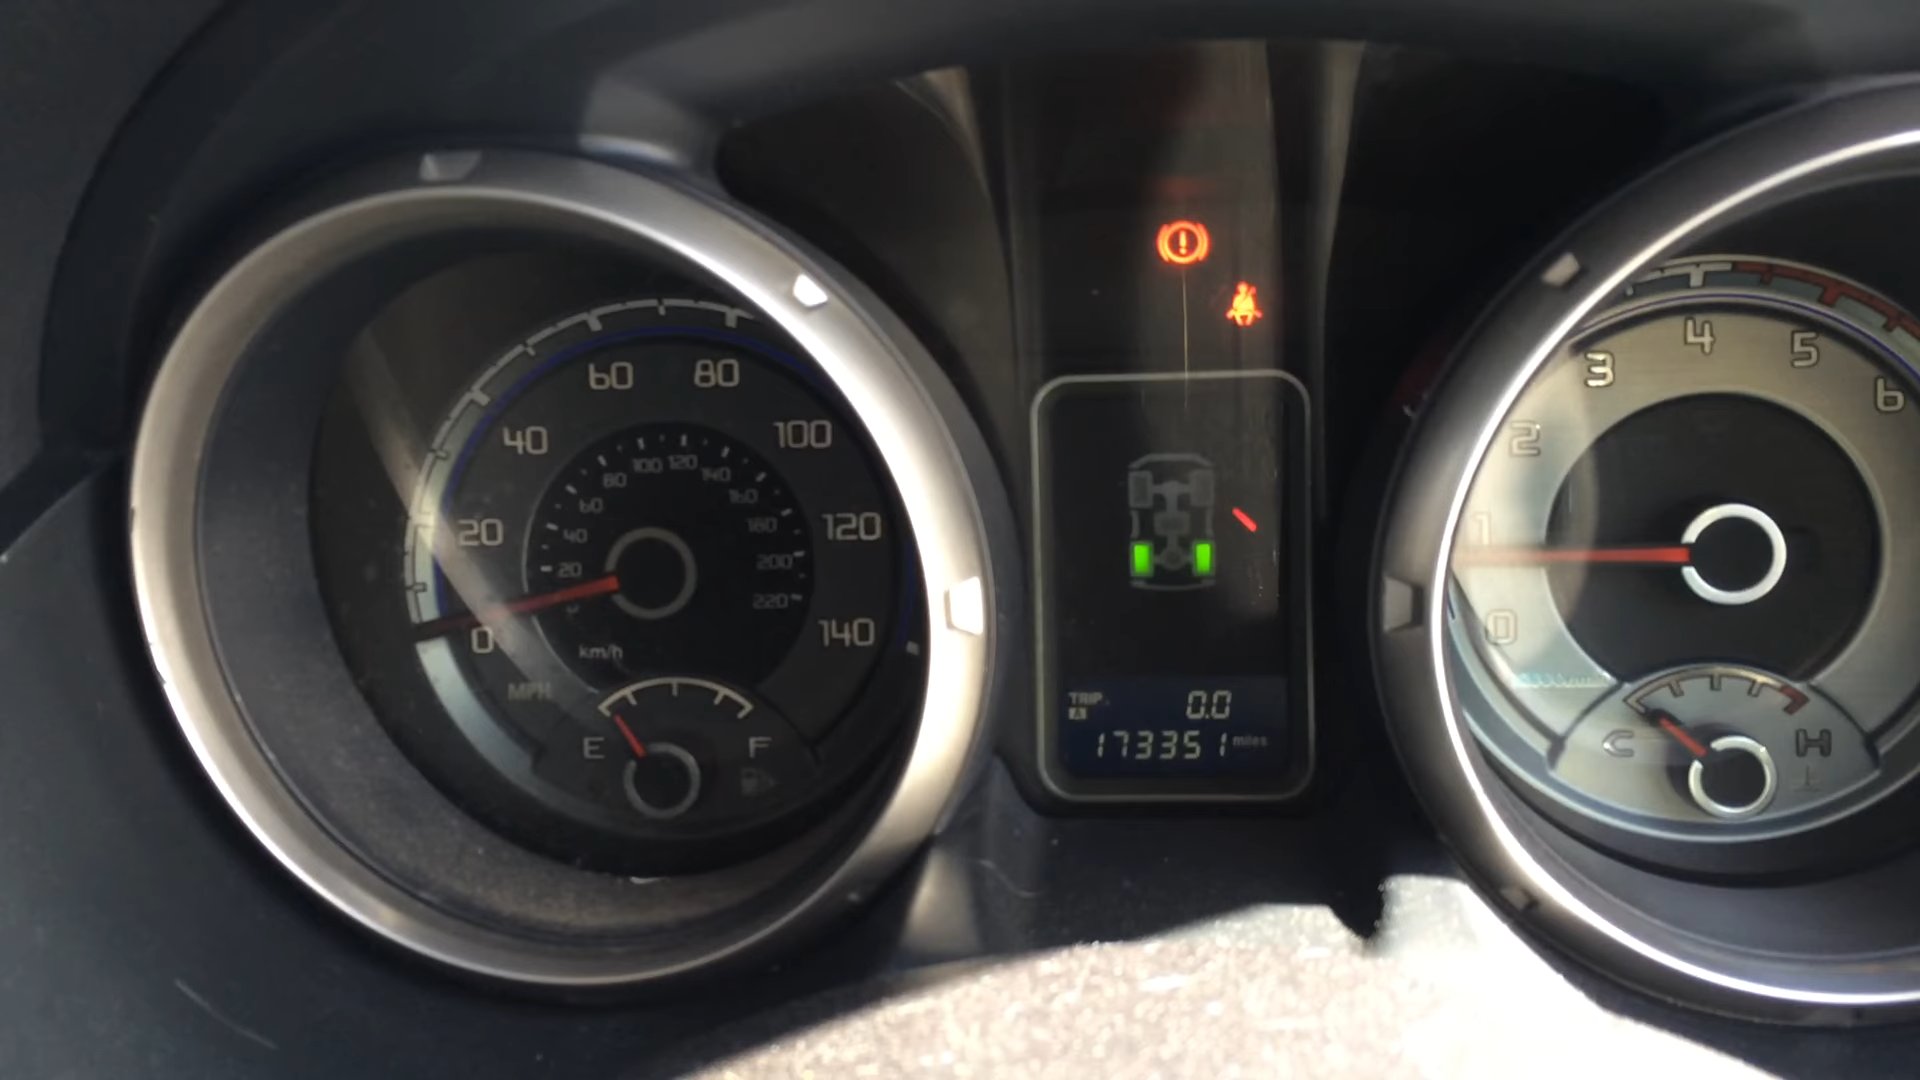 60 80
40 100
20 120
0 140
MPH
100 120
80 140
60 160
40 180
20 200
220
km/h
E F
TRIP
A 0.0
173351 miles
4
3 5
2 6
1
0
C H